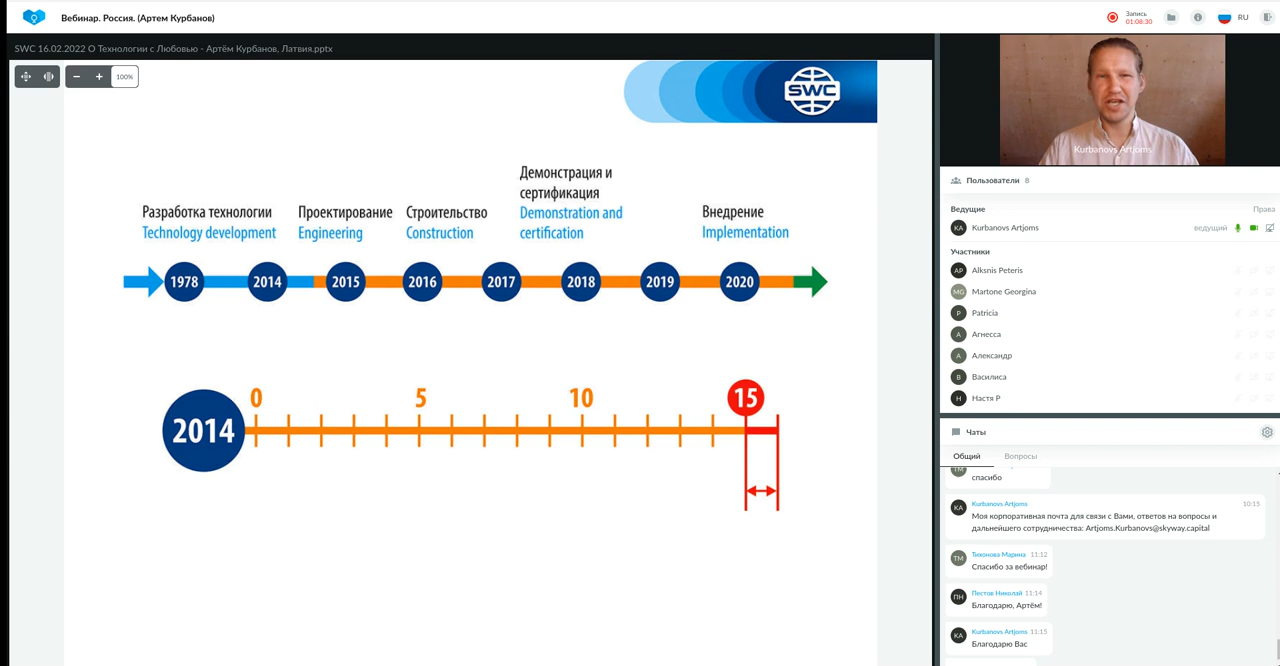 Вебинар. Россия. (Артем Курбанов)
Запись
01:08:30
RU
SWC 16.02.2022 О Технологии с Любовью - Артём Курбанов, Латвия.pptx
100%
SWC
Разработка технологии
Technology development
Проектирование
Engineering
Строительство
Construction
Демонстрация и
сертификация
Demonstration and
certification
Внедрение
Implementation
1978 2014 2015 2016 2017 2018 2019 2020
0 5 10 15
2014
Kurbanovs Artjoms
Пользователи 8
Ведущие Права
KA Kurbanovs Artjoms ведущий
Участники
AP Alksnis Peteris
MG Martone Georgina
P Patricia
А Агнесса
А Александр
В Василиса
Н Настя Р
Чаты
Общий Вопросы
ТМ
спасибо
KA Kurbanovs Artjoms 10:15
Моя корпоративная почта для связи с Вами, ответов на вопросы и
дальнейшего сотрудничества: Artjoms.Kurbanovs@skyway.capital
ТМ Тихонова Марина 11:12
Спасибо за вебинар!
ПН Пестов Николай 11:14
Благодарю, Артём!
KA Kurbanovs Artjoms 11:15
Благодарю Вас